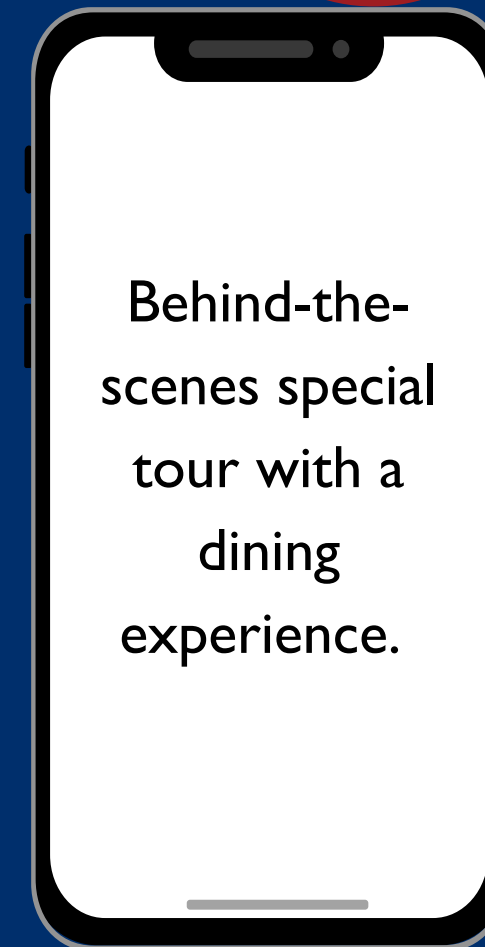 Behind-the-
scenes special
tour with a
dining
experience.